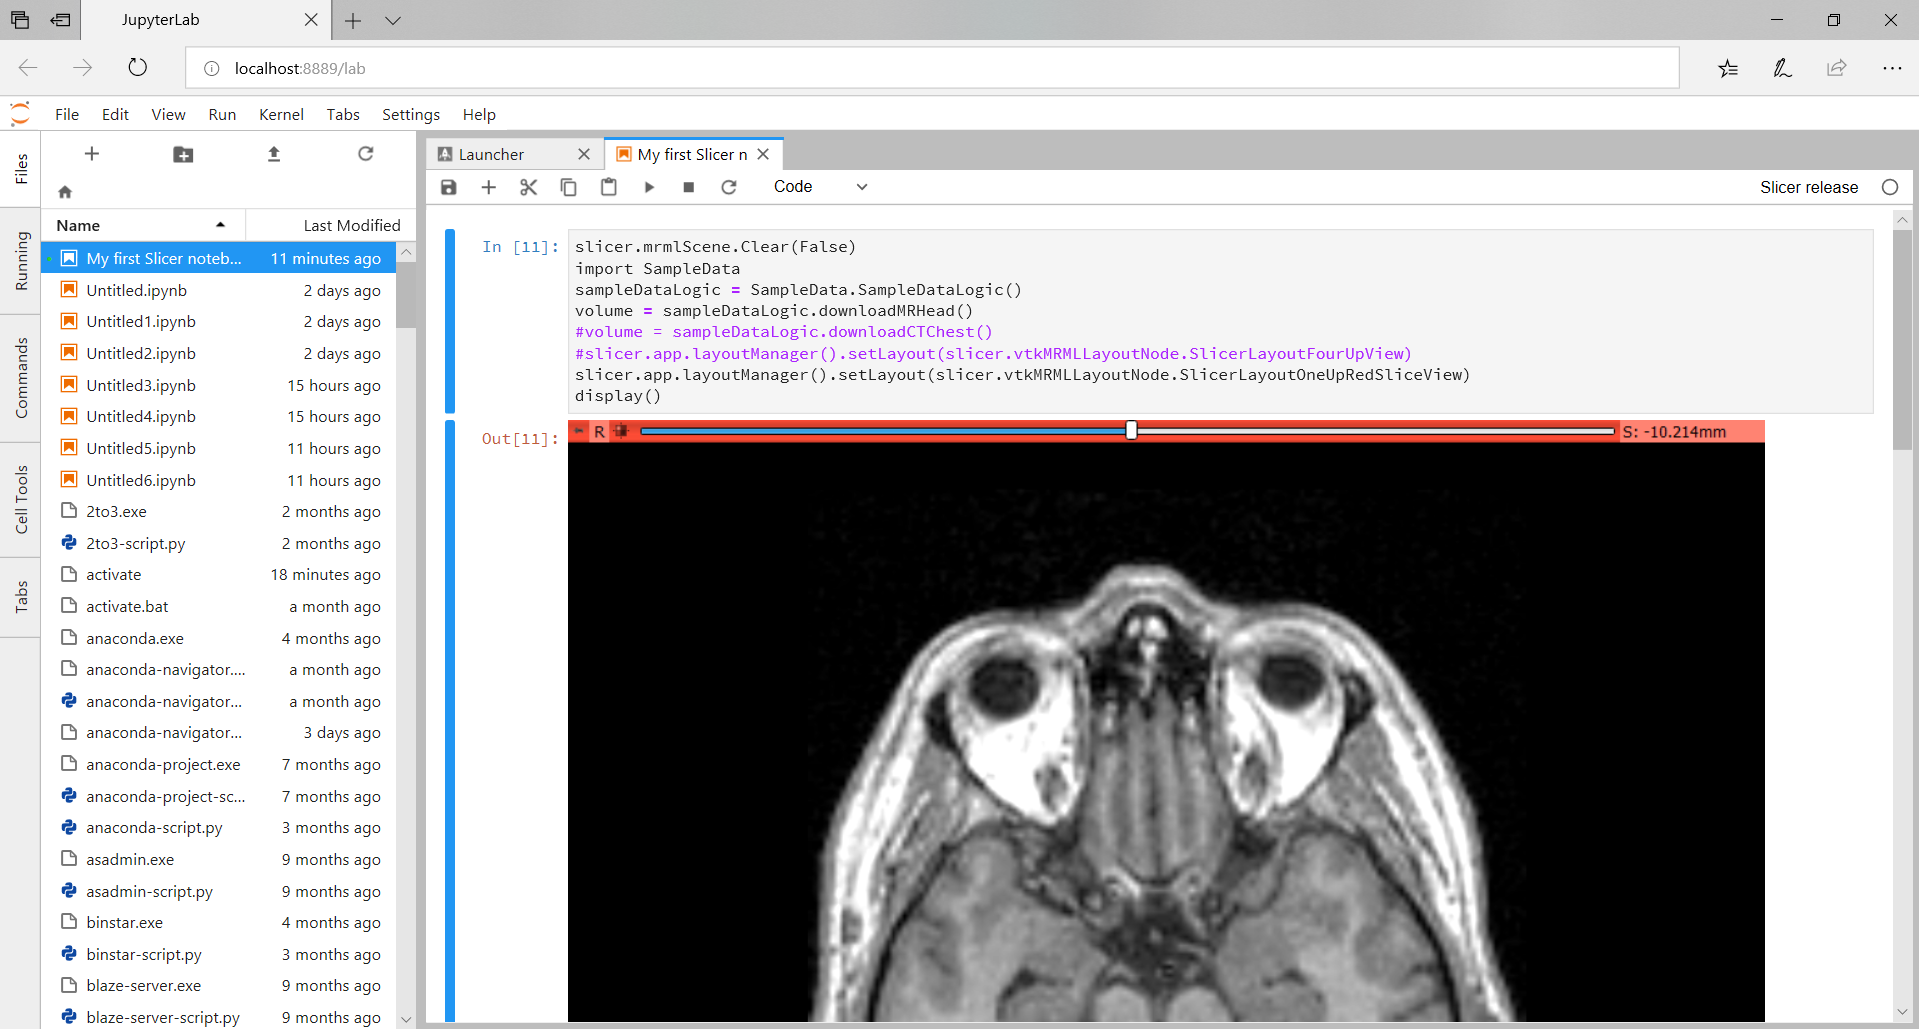 JupyterLab
localhost:8889/lab
File Edit View Run Kernel Tabs Settings Help
Files
Running
Commands
Cell Tools
Tabs
Name Last Modified
My first Slicer noteb... 11 minutes ago
Untitled.ipynb 2 days ago
Untitled1.ipynb 2 days ago
Untitled2.ipynb 2 days ago
Untitled3.ipynb 15 hours ago
Untitled4.ipynb 15 hours ago
Untitled5.ipynb 11 hours ago
Untitled6.ipynb 11 hours ago
2to3.exe 2 months ago
2to3-script.py 2 months ago
activate 18 minutes ago
activate.bat a month ago
anaconda.exe 4 months ago
anaconda-navigator.... a month ago
anaconda-navigator... a month ago
anaconda-navigator... 3 days ago
anaconda-project.exe 7 months ago
anaconda-project-sc... 7 months ago
anaconda-script.py 3 months ago
asadmin.exe 9 months ago
asadmin-script.py 9 months ago
binstar.exe 4 months ago
binstar-script.py 3 months ago
blaze-server.exe 9 months ago
blaze-server-script.py 9 months ago
Launcher My first Slicer n
Code Slicer release
In [11]:
slicer.mrmlScene.Clear(False)
import SampleData
sampleDataLogic = SampleData.SampleDataLogic()
volume = sampleDataLogic.downloadMRHead()
#volume = sampleDataLogic.downloadCTChest()
#slicer.app.layoutManager().setLayout(slicer.vtkMRMLLayoutNode.SlicerLayoutFourUpView)
slicer.app.layoutManager().setLayout(slicer.vtkMRMLLayoutNode.SlicerLayoutOneUpRedSliceView)
display()
Out[11]:
R S: -10.214mm